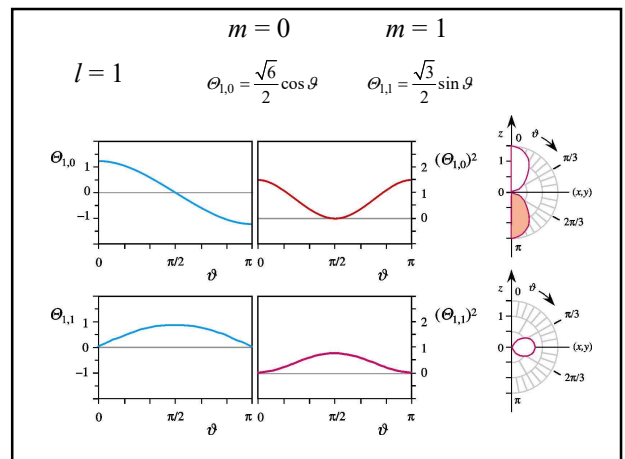 m = 0 m = 1
l = 1
Θ1,0 = √6/2 cos ϑ Θ1,1 = √3/2 sin ϑ
Θ1,0
1
0
−1
0 π/2 π
ϑ
(Θ1,0)²
2
1
0
0 π/2 π
ϑ
z 0 ϑ
π/3
1
0 (x,y)
2π/3
π
Θ1,1
1
0
−1
0 π/2 π
ϑ
(Θ1,1)²
2
1
0
0 π/2 π
ϑ
z 0 ϑ
π/3
1
0 (x,y)
2π/3
π